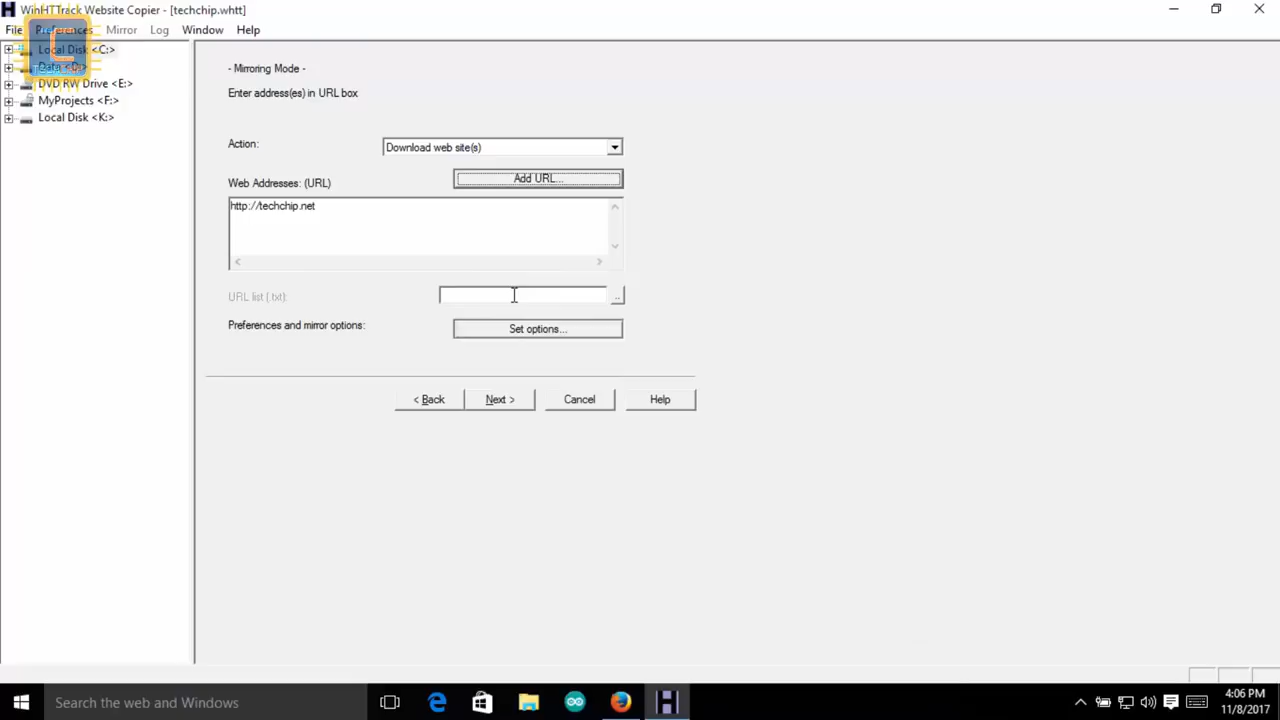 WinHTTrack Website Copier - [techchip.whtt]
File Preferences Mirror Log Window Help
Local Disk <C:>
Data <D:>
DVD RW Drive <E:>
MyProjects <F:>
Local Disk <K:>
- Mirroring Mode -
Enter address(es) in URL box
Action:
Download web site(s)
Web Addresses: (URL)
Add URL...
http://techchip.net
URL list (.txt):
..
Preferences and mirror options:
Set options...
< Back Next > Cancel Help
Search the web and Windows
4:06 PM
11/8/2017